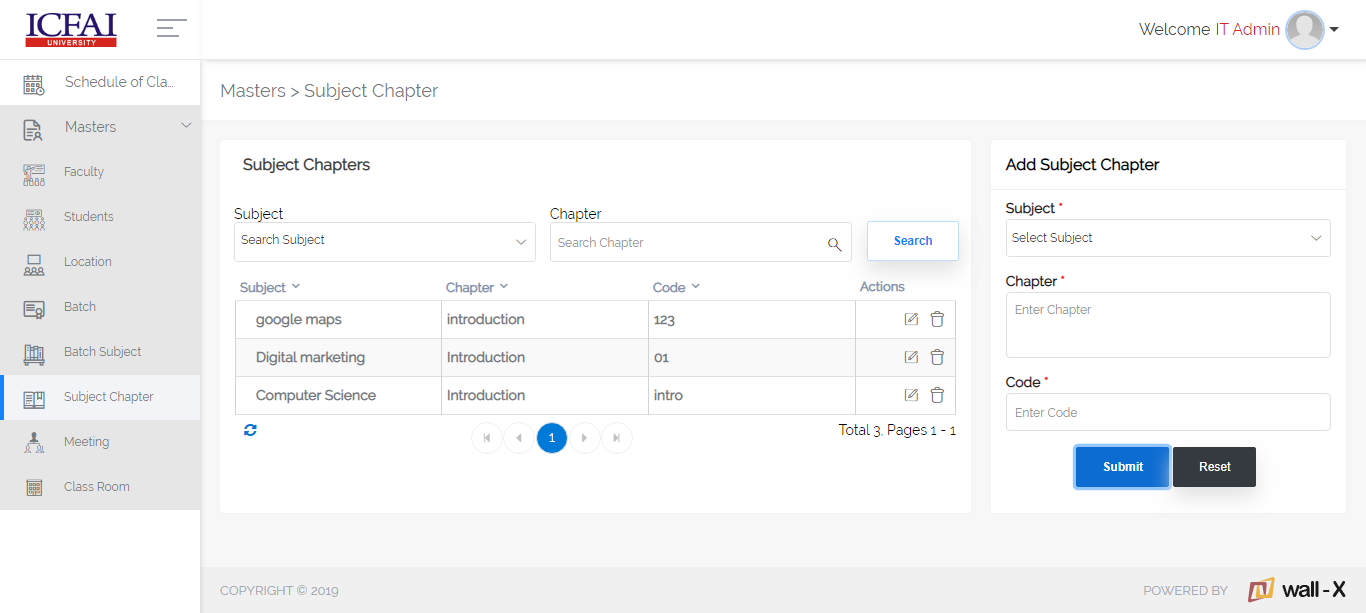 ICFAI
UNIVERSITY
Welcome IT Admin
Schedule of Cla...
Masters
Faculty
Students
Location
Batch
Batch Subject
Subject Chapter
Meeting
Class Room
Masters > Subject Chapter
Subject Chapters
Subject Chapter
Search Subject Search Chapter Search
Subject Chapter Code Actions
google maps introduction 123
Digital marketing Introduction 01
Computer Science Introduction intro
1
Total 3, Pages 1 - 1
Add Subject Chapter
Subject *
Select Subject
Chapter *
Enter Chapter
Code *
Enter Code
Submit Reset
COPYRIGHT © 2019
POWERED BY wall-X